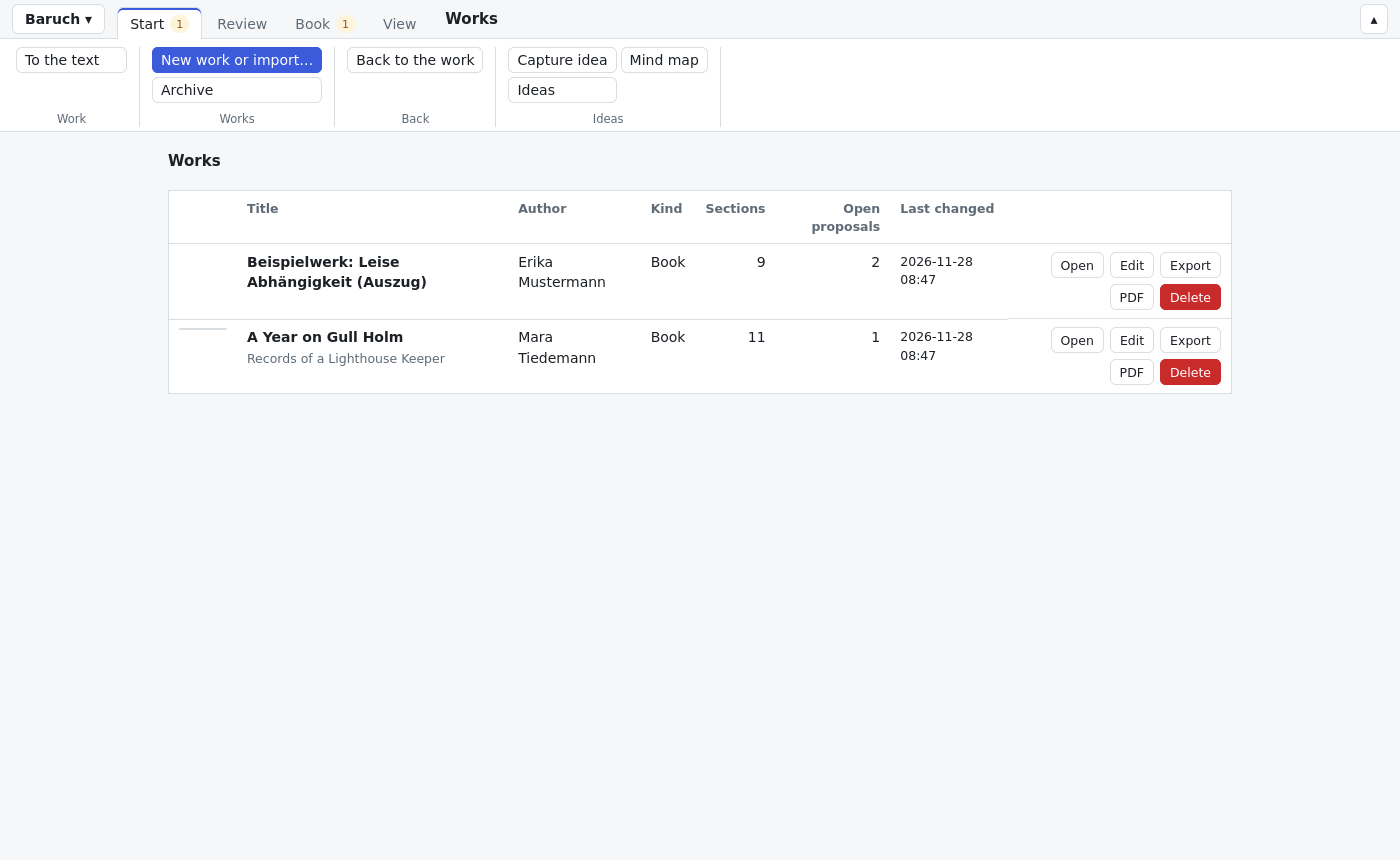 Baruch ▾
Start 1
Review
Book 1
View
Works
▴
To the text
Work
New work or import...
Archive
Works
Back to the work
Back
Capture idea
Mind map
Ideas
Ideas
Works
Title
Author
Kind
Sections
Open
proposals
Last changed
Beispielwerk: Leise
Abhängigkeit (Auszug)
Erika
Mustermann
Book
9
2
2026-11-28
08:47
Open
Edit
Export
PDF
Delete
A Year on Gull Holm
Records of a Lighthouse Keeper
Mara
Tiedemann
Book
11
1
2026-11-28
08:47
Open
Edit
Export
PDF
Delete